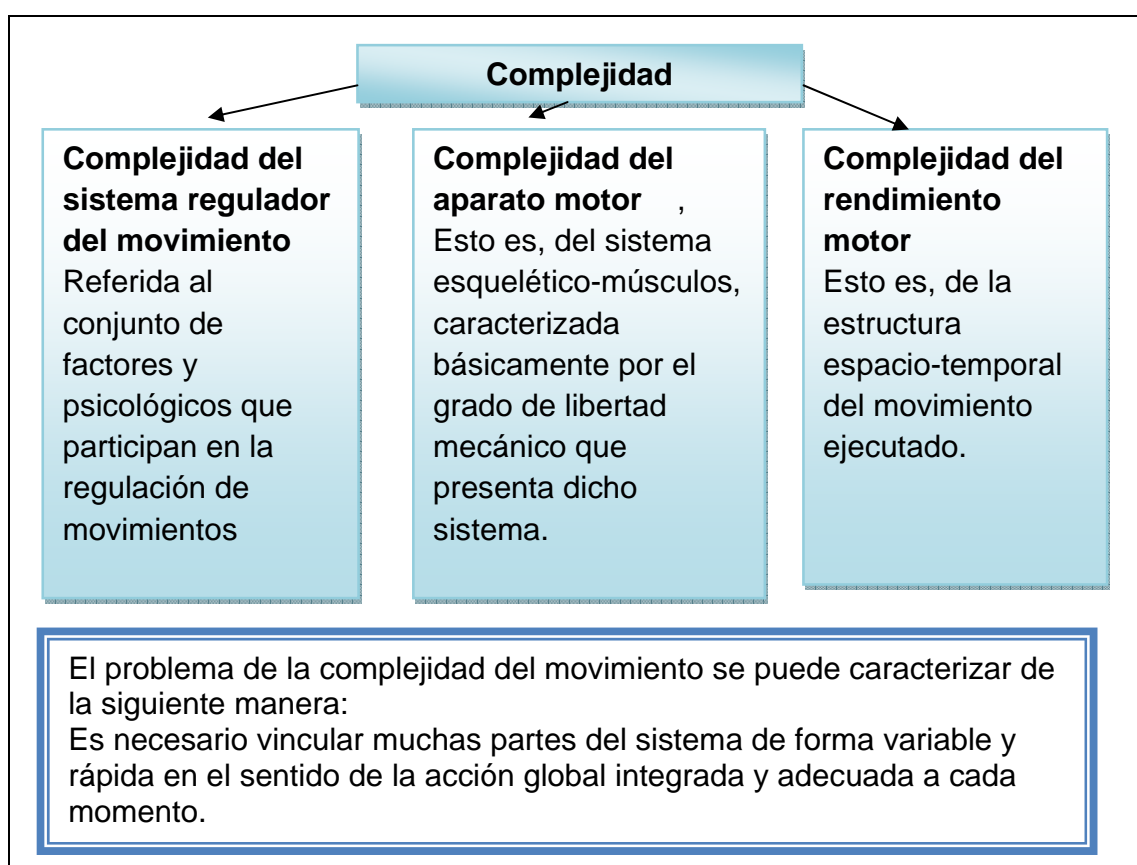 Complejidad
Complejidad del
sistema regulador
del movimiento
Referida al
conjunto de
factores y
psicológicos que
participan en la
regulación de
movimientos
Complejidad del
aparato motor ,
Esto es, del sistema
esquelético-músculos,
caracterizada
básicamente por el
grado de libertad
mecánico que
presenta dicho
sistema.
Complejidad del
rendimiento
motor
Esto es, de la
estructura
espacio-temporal
del movimiento
ejecutado.
El problema de la complejidad del movimiento se puede caracterizar de
la siguiente manera:
Es necesario vincular muchas partes del sistema de forma variable y
rápida en el sentido de la acción global integrada y adecuada a cada
momento.